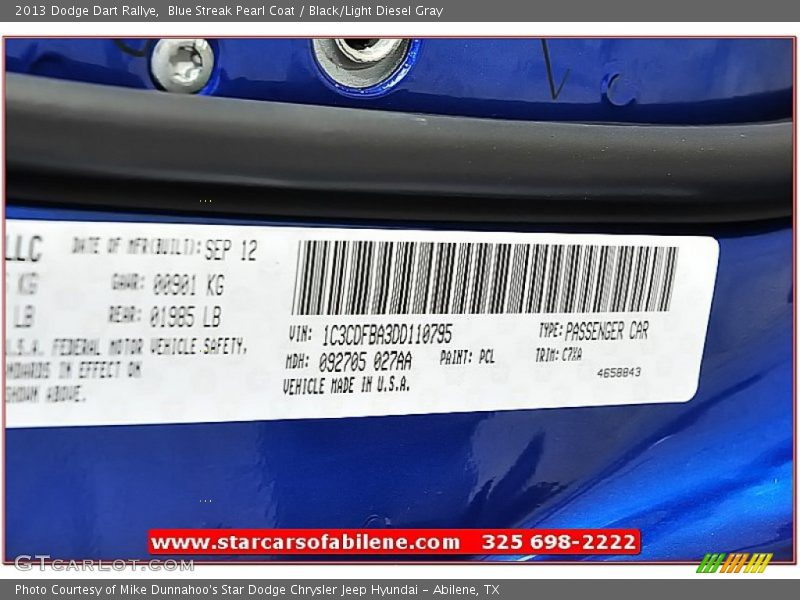 2013 Dodge Dart Rallye,  Blue Streak Pearl Coat / Black/Light Diesel Gray
LLC DATE OF MFR(BUILT): SEP 12
KG GAWR: 00901 KG
LB REAR: 01985 LB
U.S.A. FEDERAL MOTOR VEHICLE SAFETY,
IN EFFECT ON
SHOWN ABOVE.
VIN: 1C3CDFBA3DD110795 TYPE: PASSENGER CAR
MDH: 092705 027AA PAINT: PCL TRIM: C7XA
VEHICLE MADE IN U.S.A. 4658843
www.starcarsofabilene.com 325 698-2222
GTCarLot.com
Photo Courtesy of Mike Dunnahoo's Star Dodge Chrysler Jeep Hyundai - Abilene, TX